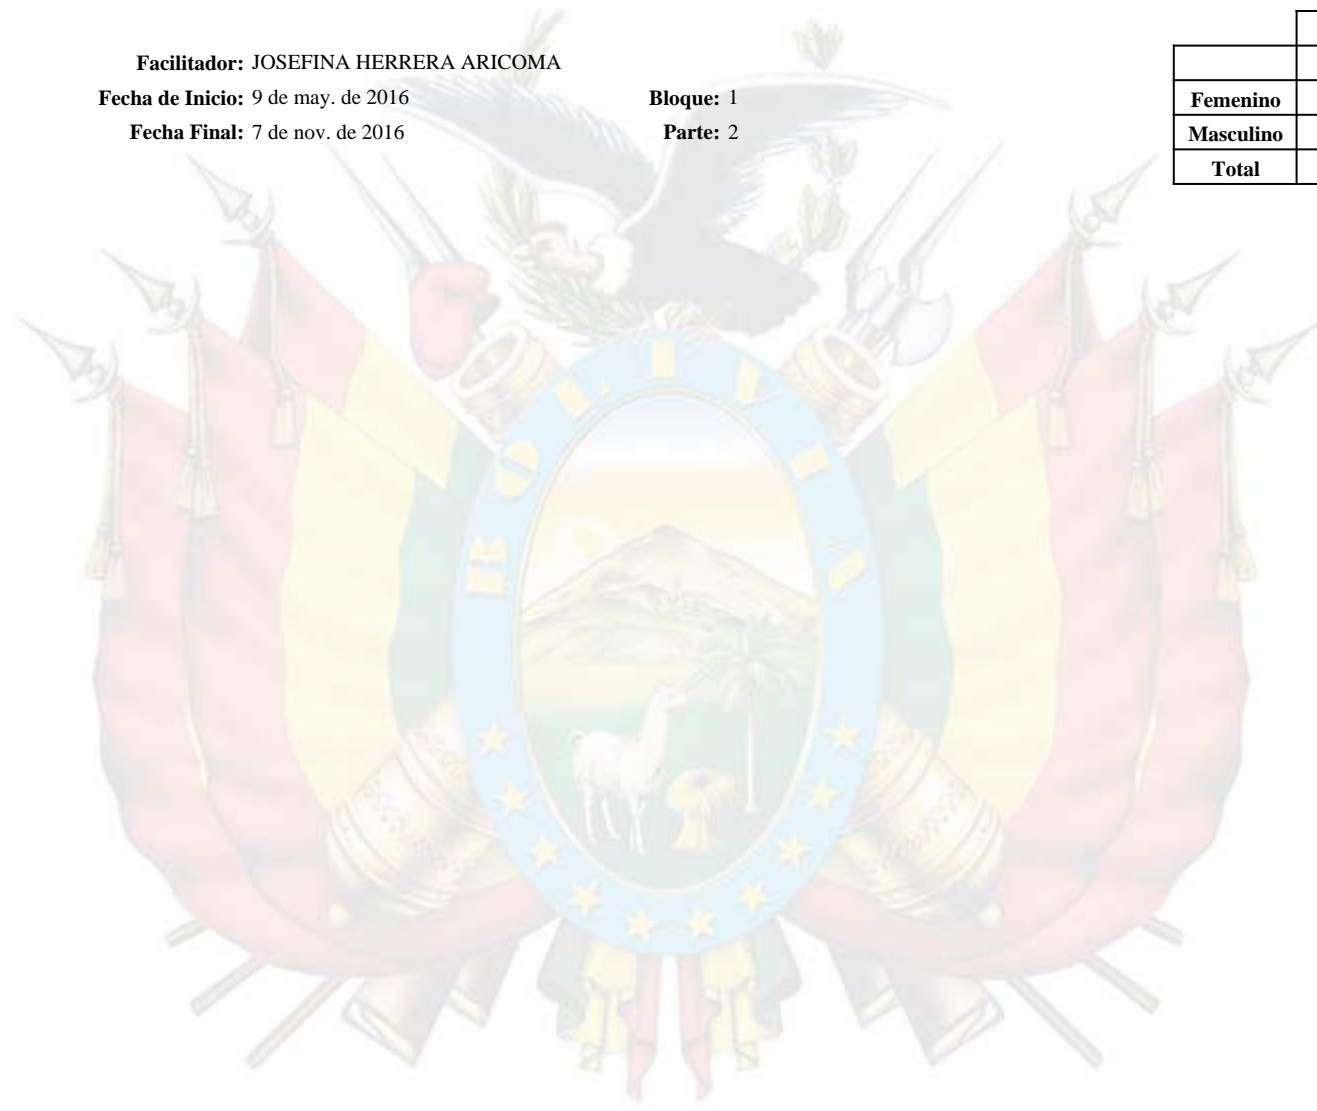 Facilitador: JOSEFINA HERRERA ARICOMA
Fecha de Inicio: 9 de may. de 2016 Bloque: 1
Fecha Final: 7 de nov. de 2016 Parte: 2
Femenino
Masculino
Total
BOLIVIA